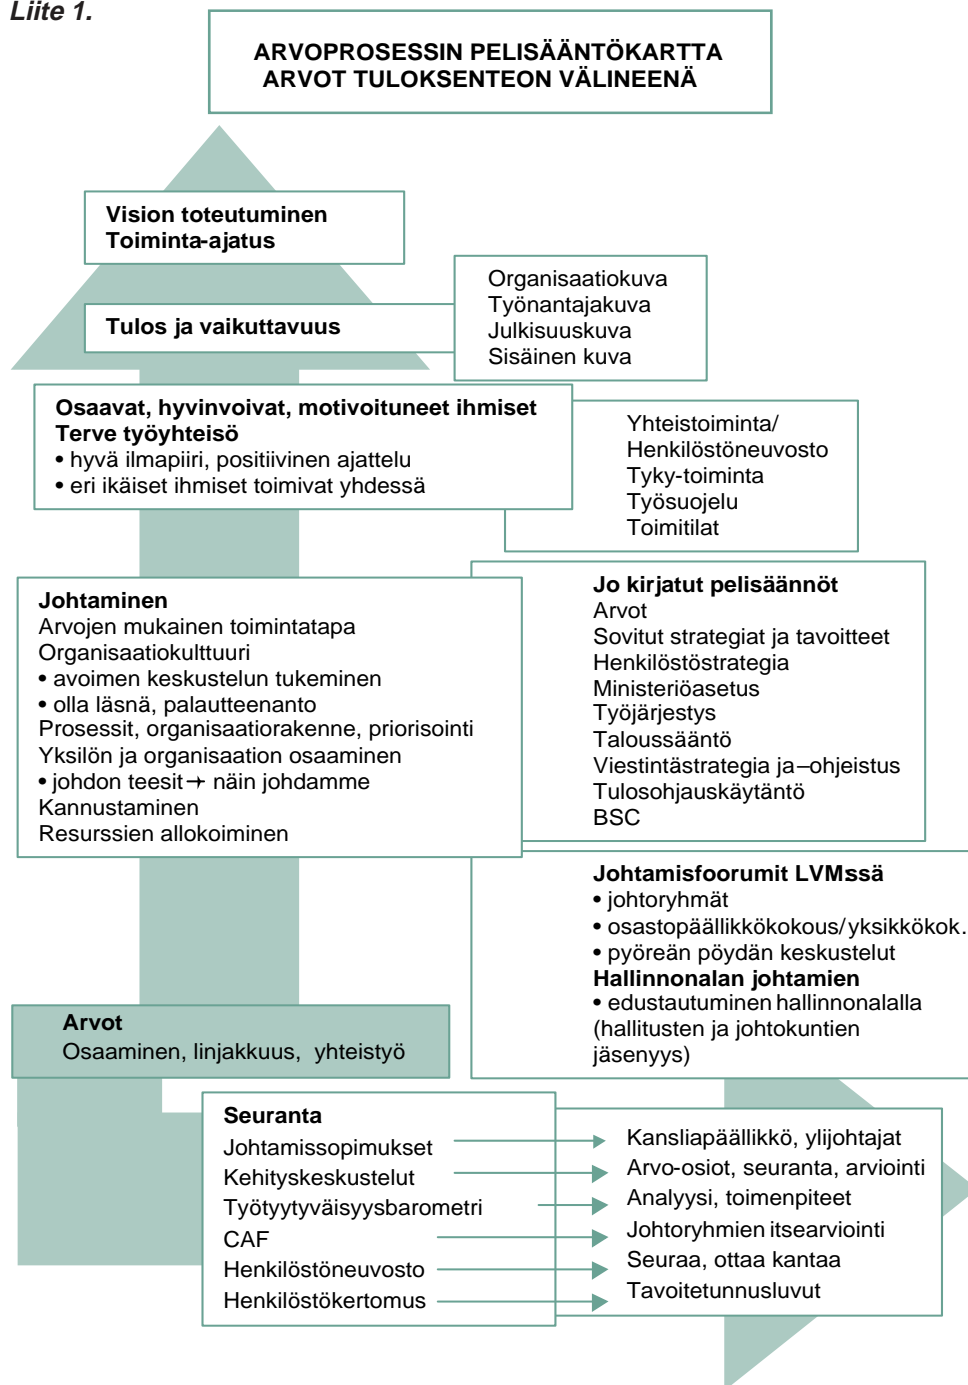 Liite 1.
ARVOPROSESSIN PELISÄÄNTÖKARTTA
ARVOT TULOKSENTEON VÄLINEENÄ
Vision toteutuminen
Toiminta-ajatus
Tulos ja vaikuttavuus
Organisaatiokuva
Työnantajakuva
Julkisuuskuva
Sisäinen kuva
Osaavat, hyvinvoivat, motivoituneet ihmiset
Terve työyhteisö
• hyvä ilmapiiri, positiivinen ajattelu
• eri ikäiset ihmiset toimivat yhdessä
Yhteistoiminta/
Henkilöstöneuvosto
Tyky-toiminta
Työsuojelu
Toimitilat
Johtaminen
Arvojen mukainen toimintatapa
Organisaatiokulttuuri
• avoimen keskustelun tukeminen
• olla läsnä, palautteenanto
Prosessit, organisaatiorakenne, priorisointi
Yksilön ja organisaation osaaminen
• johdon teesit → näin johdamme
Kannustaminen
Resurssien allokoiminen
Jo kirjatut pelisäännöt
Arvot
Sovitut strategiat ja tavoitteet
Henkilöstöstrategia
Ministeriöasetus
Työjärjestys
Taloussääntö
Viestintästrategia ja –ohjeistus
Tulosohjauskäytäntö
BSC
Johtamisfoorumit LVM:ssä
• johtoryhmät
• osastopäällikkökokous/yksikkökok.
• pyöreän pöydän keskustelut
Hallinnonalan johtamien
• edustautuminen hallinnonalalla
(hallitusten ja johtokuntien
jäsenyys)
Arvot
Osaaminen, linjakkuus, yhteistyö
Seuranta
Johtamissopimukset
Kehityskeskustelut
Työtyytyväisyysbarometri
CAF
Henkilöstöneuvosto
Henkilöstökertomus
Kansliapäällikkö, ylijohtajat
Arvo-osiot, seuranta, arviointi
Analyysi, toimenpiteet
Johtoryhmien itsearviointi
Seuraa, ottaa kantaa
Tavoitetunnusluvut